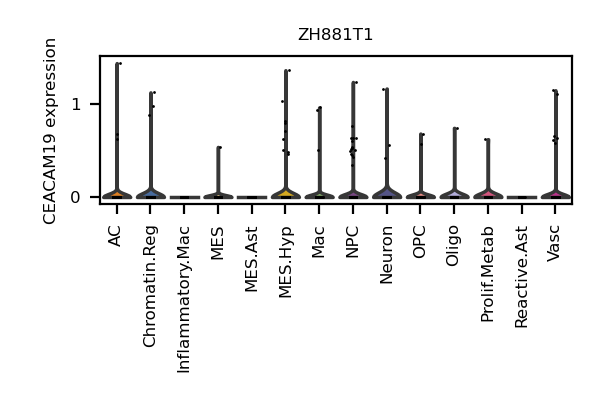 ZH881T1
CEACAM19 expression
1
0
AC
Chromatin.Reg
Inflammatory.Mac
MES
MES.Ast
MES.Hyp
Mac
NPC
Neuron
OPC
Oligo
Prolif.Metab
Reactive.Ast
Vasc